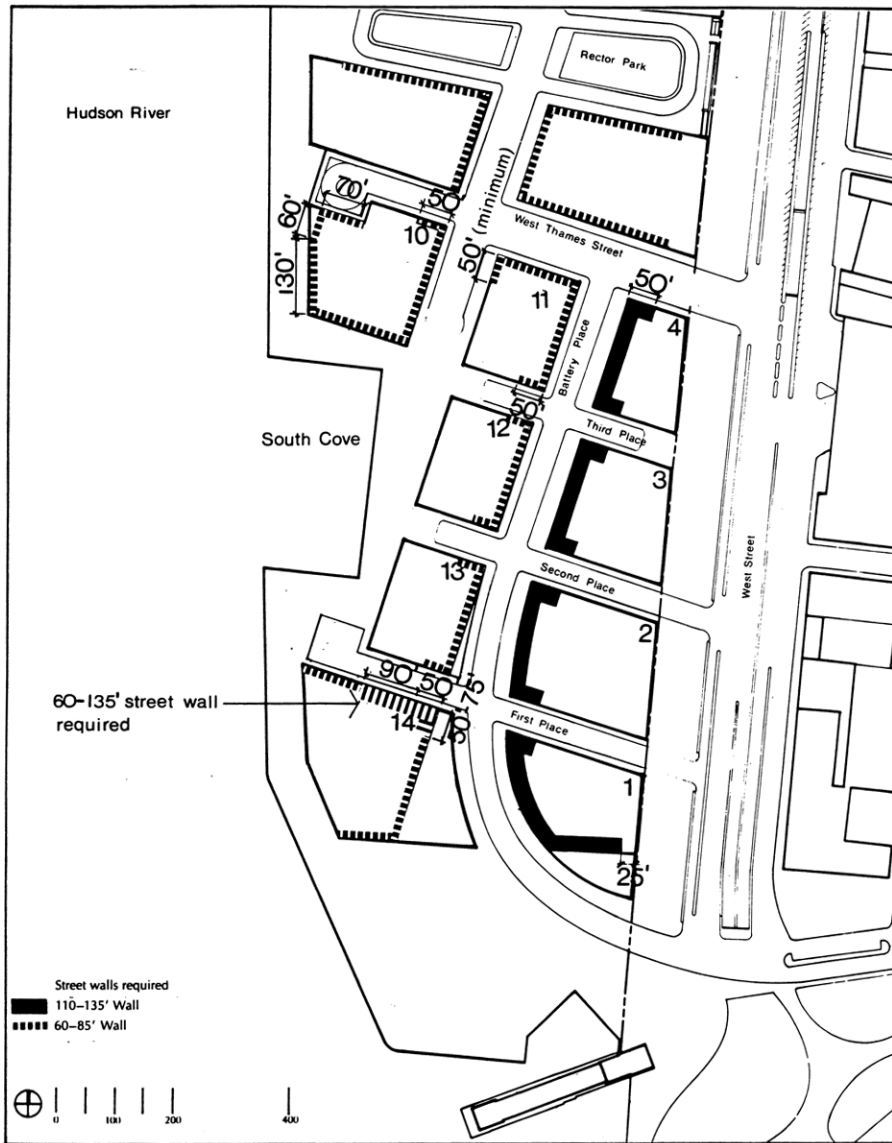 Rector Park
Hudson River
70'
50'
60'
10
50' (minimum)
West Thames Street
130'
11
50'
4
Battery Place
50'
12
Third Place
South Cove
3
West Street
Second Place
13
2
90
50
75'
60-135' street wall
required
14
50'
First Place
1
25'
Street walls required
110-135' Wall
60-85' Wall
0
100
200
400